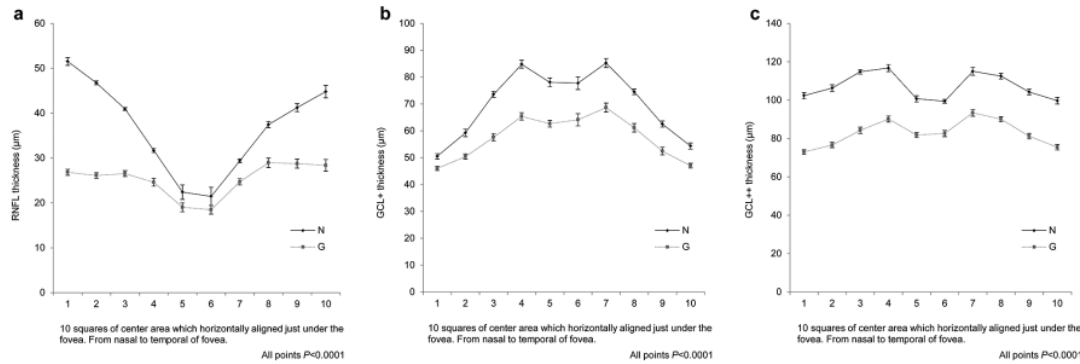 a
60
50
40
30
20
10
0
RNFL thickness (μm)
N
G
1 2 3 4 5 6 7 8 9 10
10 squares of center area which horizontally aligned just under the
fovea. From nasal to temporal of fovea.
All points P<0.0001
b
100
90
80
70
60
50
40
30
20
10
0
GCL+ thickness (μm)
N
G
1 2 3 4 5 6 7 8 9 10
10 squares of center area which horizontally aligned just under the
fovea. From nasal to temporal of fovea.
All points P<0.0001
c
140
120
100
80
60
40
20
0
GCL++ thickness (μm)
N
G
1 2 3 4 5 6 7 8 9 10
10 squares of center area which horizontally aligned just under the
fovea. From nasal to temporal of fovea.
All points P<0.0001